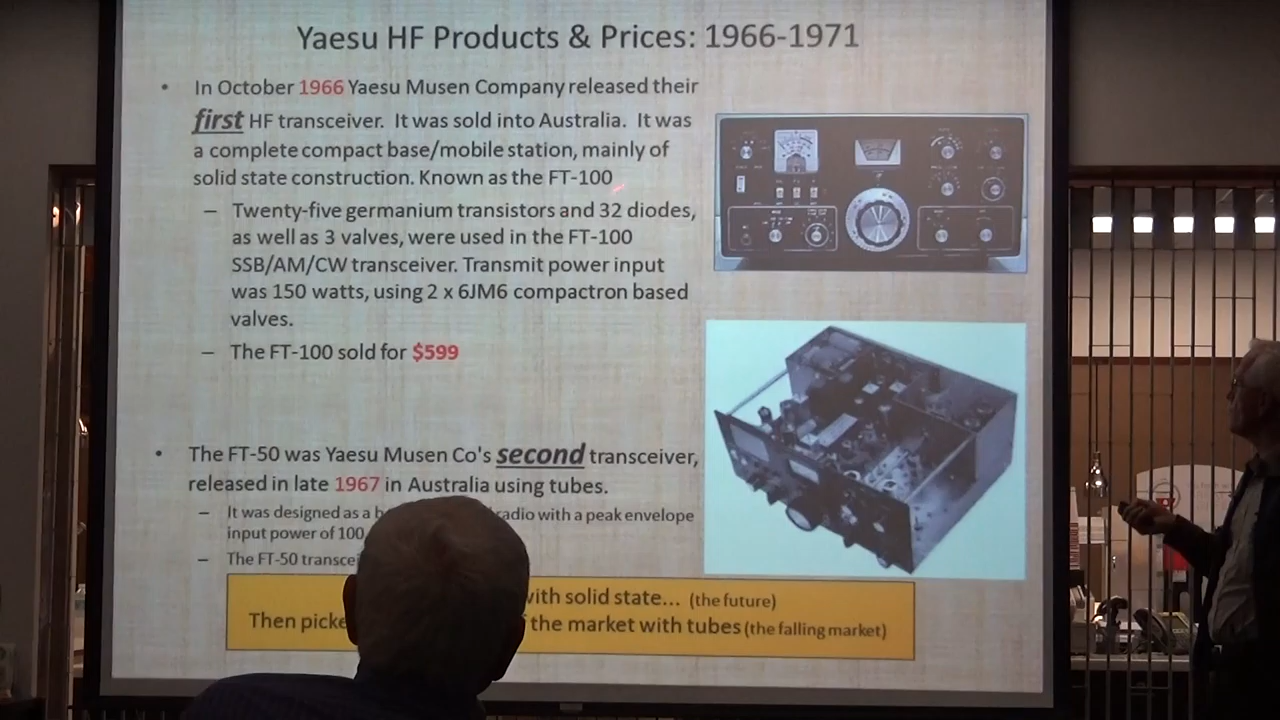 Yaesu HF Products & Prices: 1966-1971
• In October 1966 Yaesu Musen Company released their
first HF transceiver. It was sold into Australia. It was
a complete compact base/mobile station, mainly of
solid state construction. Known as the FT-100
– Twenty-five germanium transistors and 32 diodes,
as well as 3 valves, were used in the FT-100
SSB/AM/CW transceiver. Transmit power input
was 150 watts, using 2 x 6JM6 compactron based
valves.
– The FT-100 sold for $599
• The FT-50 was Yaesu Musen Co's second transceiver,
released in late 1967 in Australia using tubes.
– It was designed as a radio with a peak envelope
input power of 100
– The FT-50
with solid state... (the future)
Then the market with tubes (the falling market)